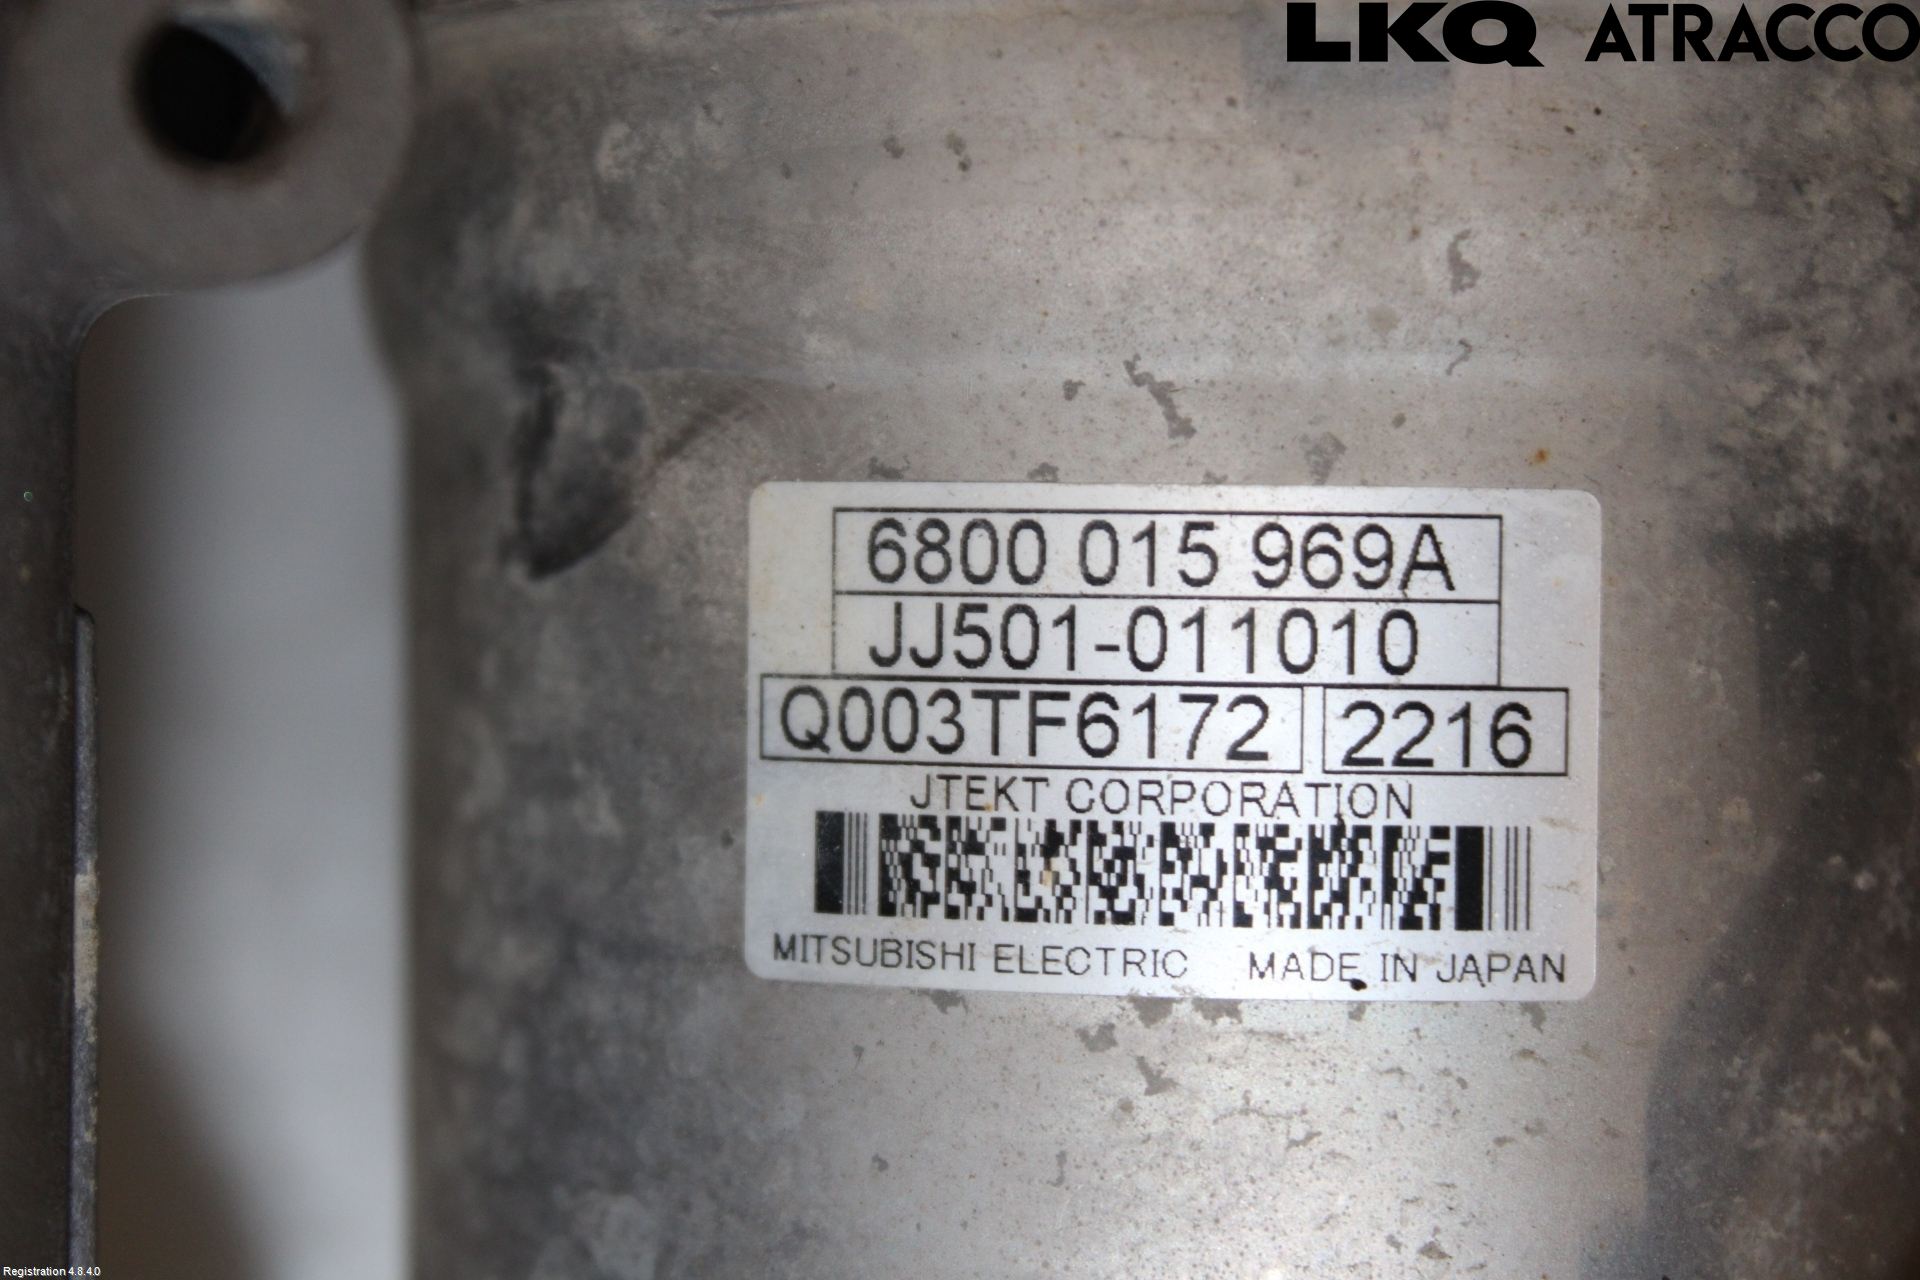 LKQ ATRACCO
6800 015 969A
JJ501-011010
Q003TF6172 2216
JTEKT CORPORATION
MITSUBISHI ELECTRIC MADE IN JAPAN
Registration 4.8.4.0